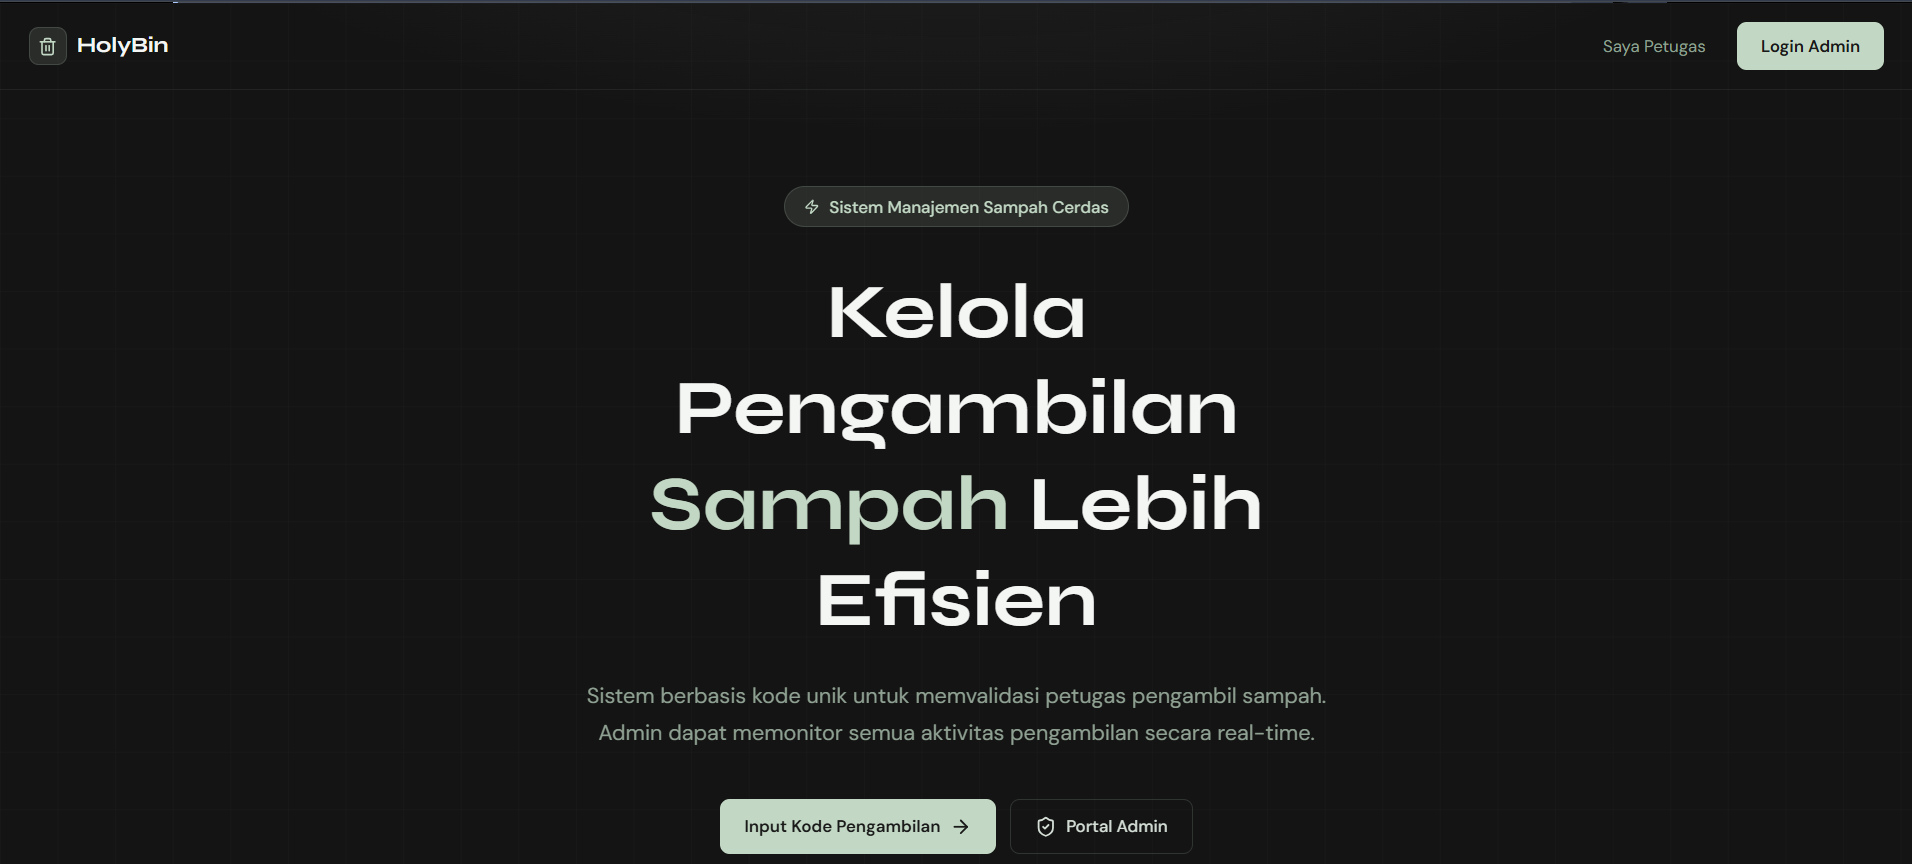 HolyBin
Saya Petugas
Login Admin
Sistem Manajemen Sampah Cerdas
Kelola
Pengambilan
Sampah Lebih
Efisien
Sistem berbasis kode unik untuk memvalidasi petugas pengambil sampah.
Admin dapat memonitor semua aktivitas pengambilan secara real-time.
Input Kode Pengambilan
Portal Admin